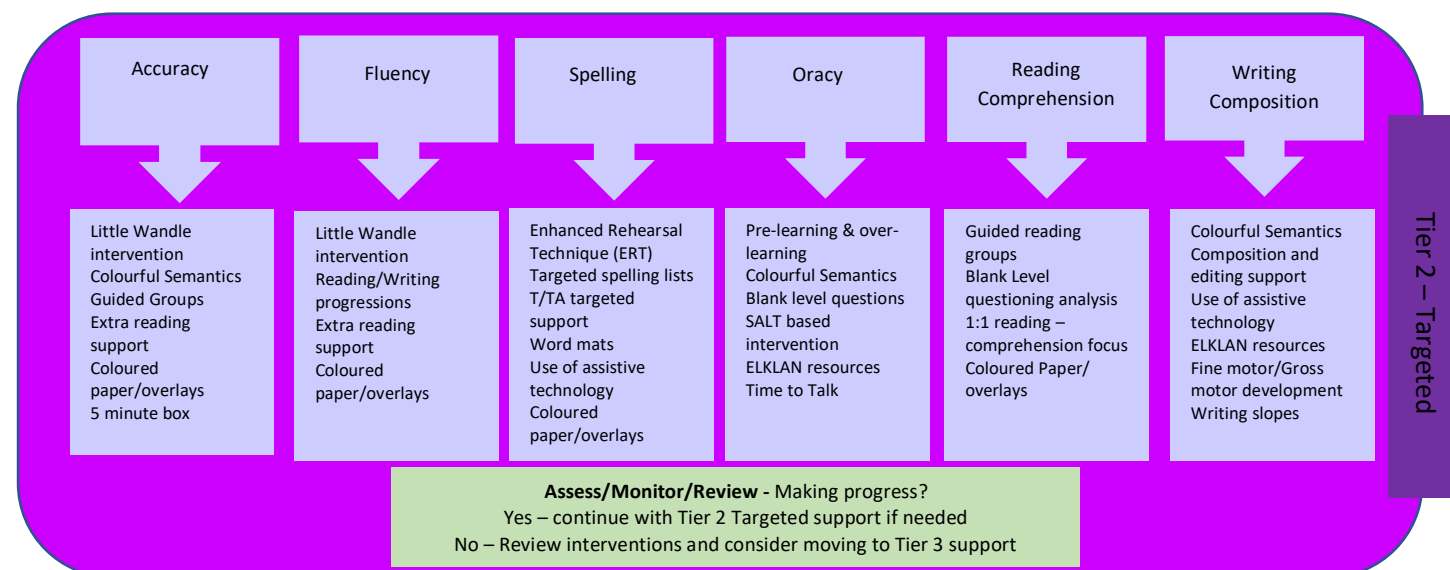 Accuracy
Fluency
Spelling
Oracy
Reading
Comprehension
Writing
Composition
Little Wandle
intervention
Colourful Semantics
Guided Groups
Extra reading
support
Coloured
paper/overlays
5 minute box
Little Wandle
intervention
Reading/Writing
progressions
Extra reading
support
Coloured
paper/overlays
Enhanced Rehearsal
Technique (ERT)
Targeted spelling lists
T/TA targeted
support
Word mats
Use of assistive
technology
Coloured
paper/overlays
Pre-learning & over-
learning
Colourful Semantics
Blank level questions
SALT based
intervention
ELKLAN resources
Time to Talk
Guided reading
groups
Blank Level
questioning analysis
1:1 reading –
comprehension focus
Coloured Paper/
overlays
Colourful Semantics
Composition and
editing support
Use of assistive
technology
ELKLAN resources
Fine motor/Gross
motor development
Writing slopes
Tier 2 – Targeted
Assess/Monitor/Review - Making progress?
Yes – continue with Tier 2 Targeted support if needed
No – Review interventions and consider moving to Tier 3 support